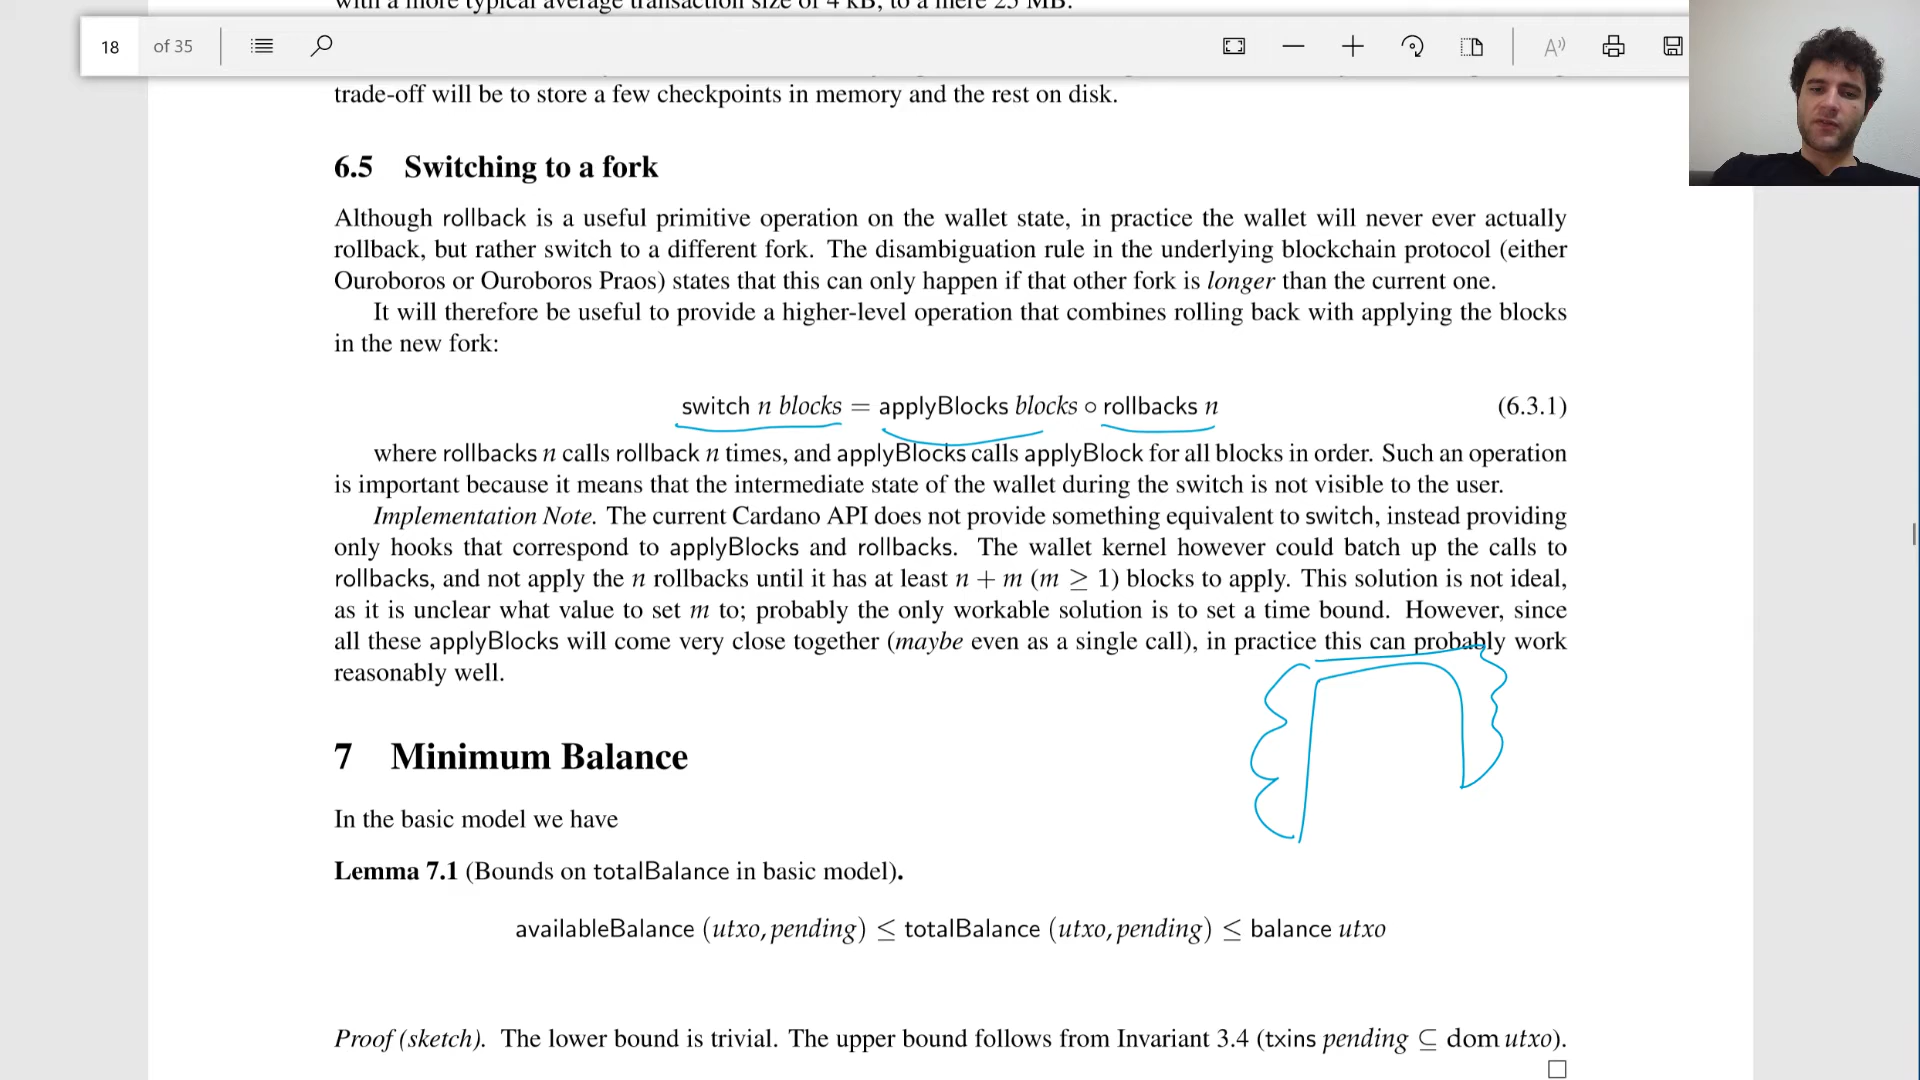 with a more typical average transaction size of 4 kB, to a mere 25 MB.
18 of 35
trade-off will be to store a few checkpoints in memory and the rest on disk.
6.5 Switching to a fork
Although rollback is a useful primitive operation on the wallet state, in practice the wallet will never ever actually
rollback, but rather switch to a different fork. The disambiguation rule in the underlying blockchain protocol (either
Ouroboros or Ouroboros Praos) states that this can only happen if that other fork is longer than the current one.
It will therefore be useful to provide a higher-level operation that combines rolling back with applying the blocks
in the new fork:
switch n blocks = applyBlocks blocks ∘ rollbacks n (6.3.1)
where rollbacks n calls rollback n times, and applyBlocks calls applyBlock for all blocks in order. Such an operation
is important because it means that the intermediate state of the wallet during the switch is not visible to the user.
Implementation Note. The current Cardano API does not provide something equivalent to switch, instead providing
only hooks that correspond to applyBlocks and rollbacks. The wallet kernel however could batch up the calls to
rollbacks, and not apply the n rollbacks until it has at least n + m (m ≥ 1) blocks to apply. This solution is not ideal,
as it is unclear what value to set m to; probably the only workable solution is to set a time bound. However, since
all these applyBlocks will come very close together (maybe even as a single call), in practice this can probably work
reasonably well.
7 Minimum Balance
In the basic model we have
Lemma 7.1 (Bounds on totalBalance in basic model).
availableBalance (utxo, pending) ≤ totalBalance (utxo, pending) ≤ balance utxo
Proof (sketch). The lower bound is trivial. The upper bound follows from Invariant 3.4 (txins pending ⊆ dom utxo).
□